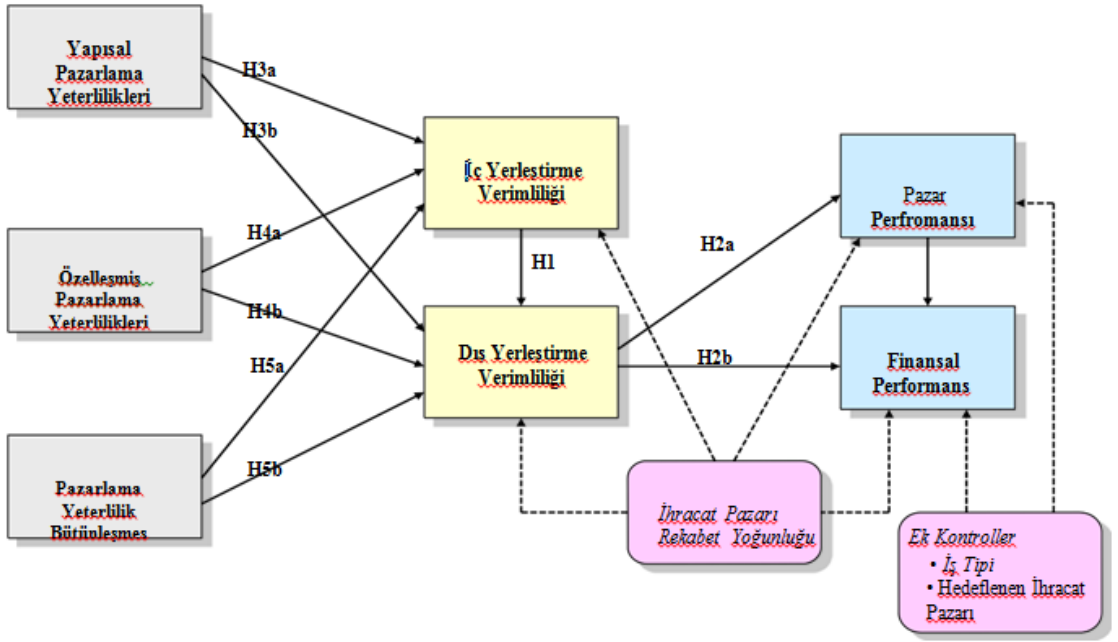 Yapısal
Pazarlama
Yeterlilikleri
H3a
H3b
İç Yerleştirme
Verimliliği
Pazar
Perfromansı
H4a
H2a
H1
Özelleşmiş
Pazarlama
Yeterlilikleri
H4b
Dış Yerleştirme
Verimliliği
H2b
Finansal
Performans
H5a
H5b
Pazarlama
Yeterlilik
Bütünleşmes
İhracat Pazarı
Rekabet Yoğunluğu
Ek Kontroller
• İş Tipi
• Hedeflenen İhracat
Pazarı